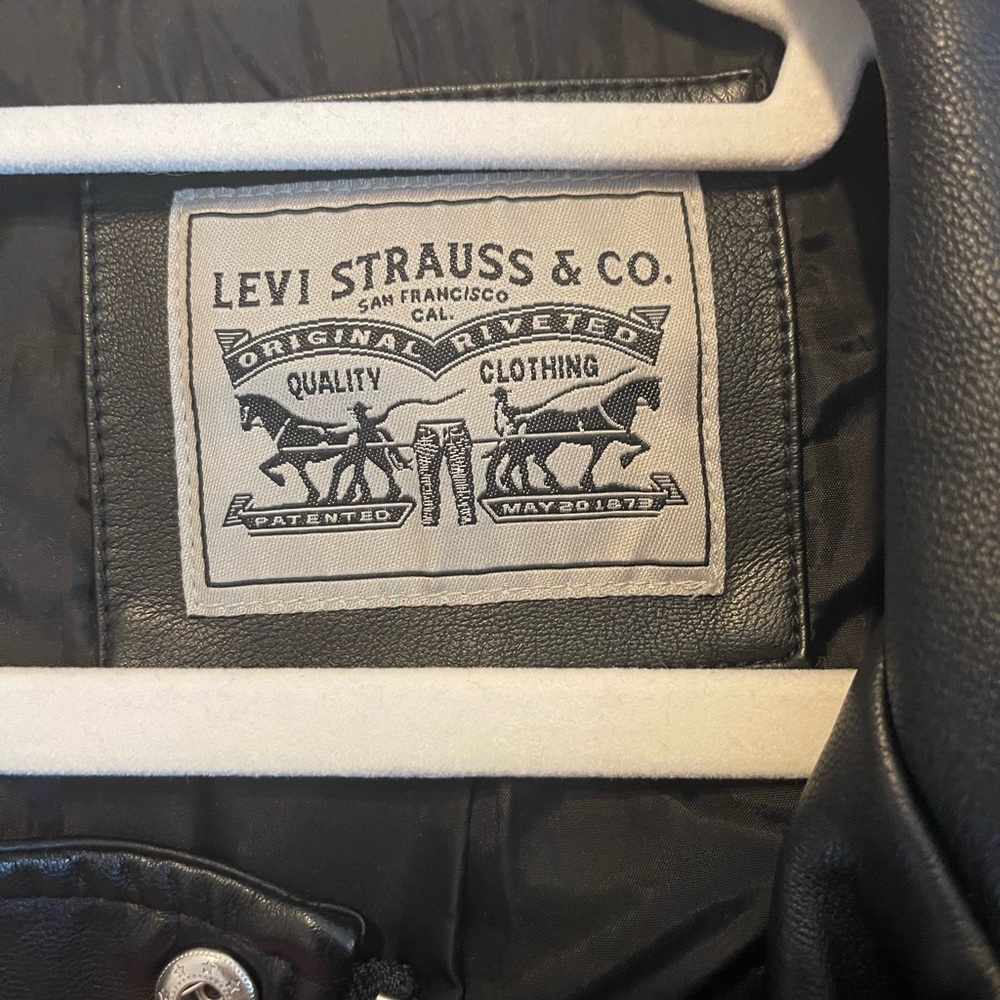 LEVI STRAUSS & CO.
SAN FRANCISCO
CAL.
ORIGINAL RIVETED
QUALITY CLOTHING
PATENTED MAY 20 1873